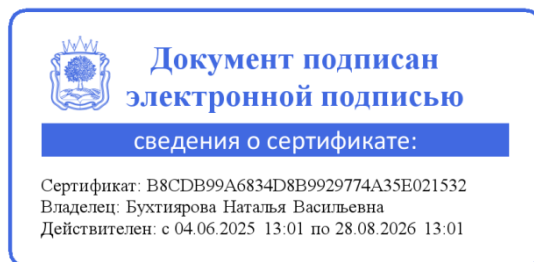 Документ подписан
электронной подписью
сведения о сертификате:
Сертификат: B8CDB99A6834D8B9929774A35E021532
Владелец: Бухтиярова Наталья Васильевна
Действителен: с 04.06.2025 13:01 по 28.08.2026 13:01